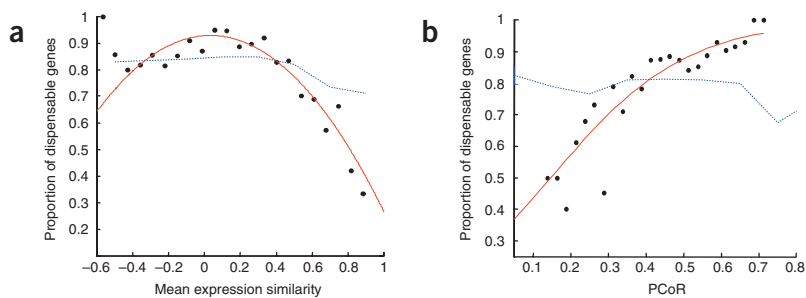 a
Proportion of dispensable genes
1
0.9
0.8
0.7
0.6
0.5
0.4
0.3
0.2
–0.6 –0.4 –0.2 0 0.2 0.4 0.6 0.8 1
Mean expression similarity
b
Proportion of dispensable genes
1
0.9
0.8
0.7
0.6
0.5
0.4
0.3
0.1 0.2 0.3 0.4 0.5 0.6 0.7 0.8
PCoR